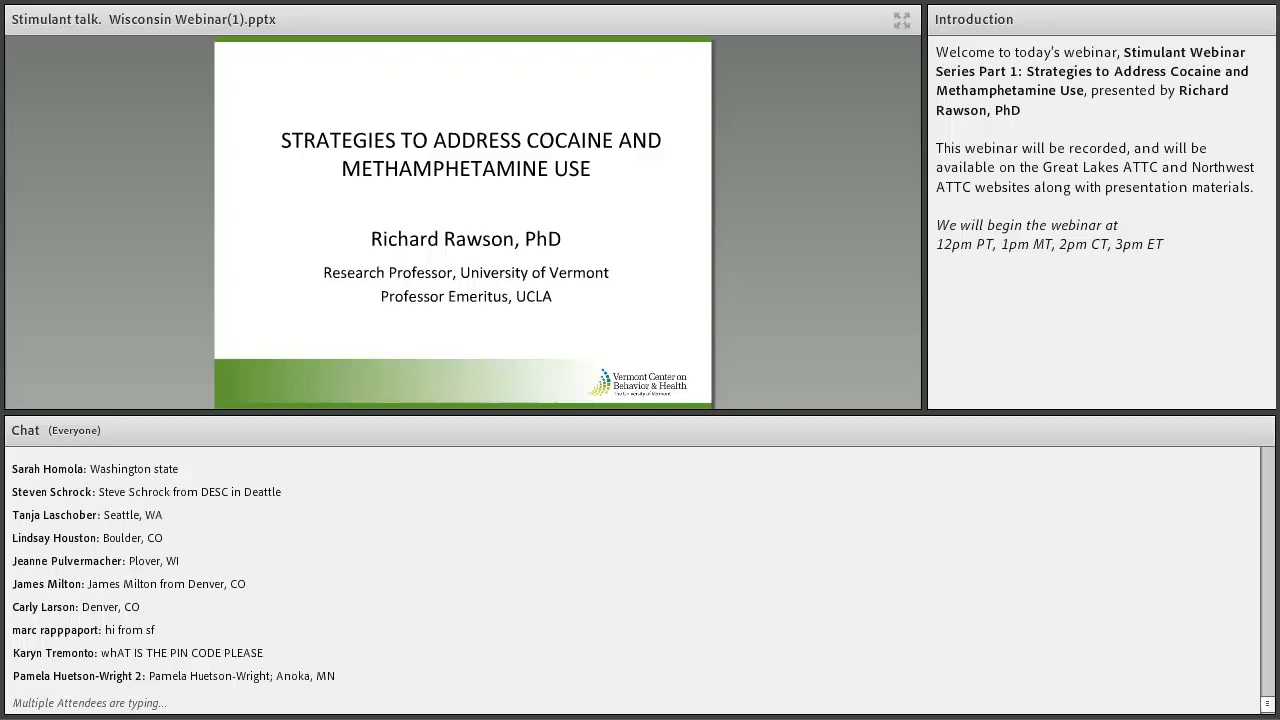 Stimulant talk. Wisconsin Webinar(1).pptx
STRATEGIES TO ADDRESS COCAINE AND
METHAMPHETAMINE USE
Richard Rawson, PhD
Research Professor, University of Vermont
Professor Emeritus, UCLA
Vermont Center on
Behavior & Health
The University of Vermont
Introduction
Welcome to today's webinar, Stimulant Webinar
Series Part 1: Strategies to Address Cocaine and
Methamphetamine Use, presented by Richard
Rawson, PhD
This webinar will be recorded, and will be
available on the Great Lakes ATTC and Northwest
ATTC websites along with presentation materials.
We will begin the webinar at
12pm PT, 1pm MT, 2pm CT, 3pm ET
Chat (Everyone)
Sarah Homola: Washington state
Steven Schrock: Steve Schrock from DESC in Deattle
Tanja Laschober: Seattle, WA
Lindsay Houston: Boulder, CO
Jeanne Pulvermacher: Plover, WI
James Milton: James Milton from Denver, CO
Carly Larson: Denver, CO
marc rapppaport: hi from sf
Karyn Tremonto: whAT IS THE PIN CODE PLEASE
Pamela Huetson-Wright 2: Pamela Huetson-Wright; Anoka, MN
Multiple Attendees are typing...